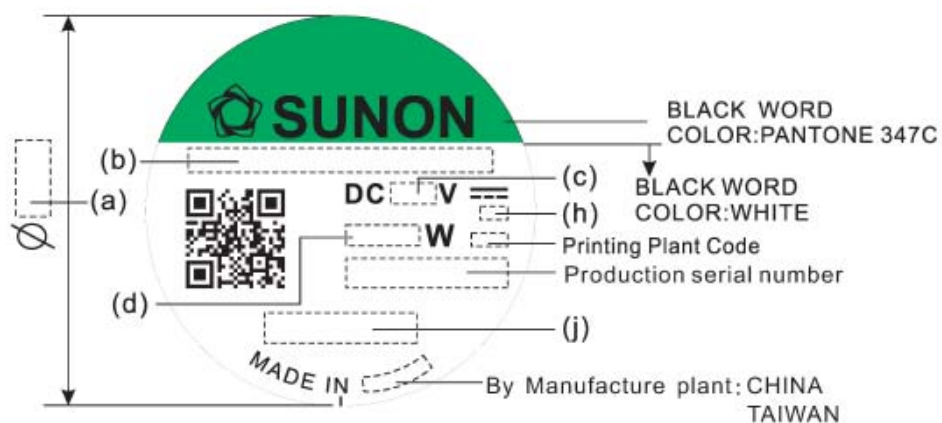 SUNON
BLACK WORD
COLOR:PANTONE 347C
(b)
(c)
DC V
(a)
BLACK WORD
COLOR:WHITE
(h)
Ø
W
Printing Plant Code
Production serial number
(d)
(j)
MADE IN
By Manufacture plant: CHINA
TAIWAN